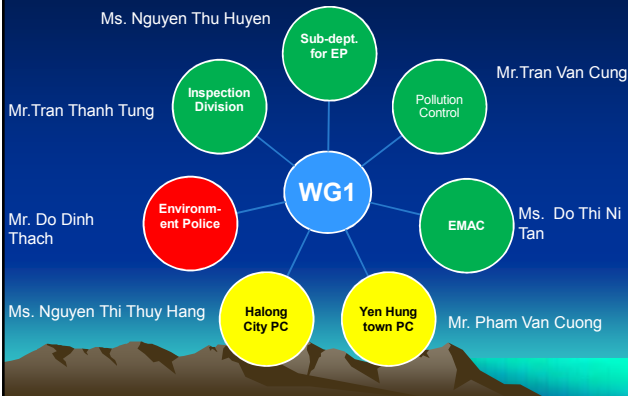 Ms. Nguyen Thu Huyen
Sub-dept.
for EP
Mr.Tran Van Cung
Inspection
Division
Pollution
Control
Mr.Tran Thanh Tung
WG1
Environm-
ent Police
Mr. Do Dinh
Thach
EMAC
Ms.  Do Thi Ni
Tan
Ms. Nguyen Thi Thuy Hang
Halong
City PC
Yen Hung
town PC
Mr. Pham Van Cuong